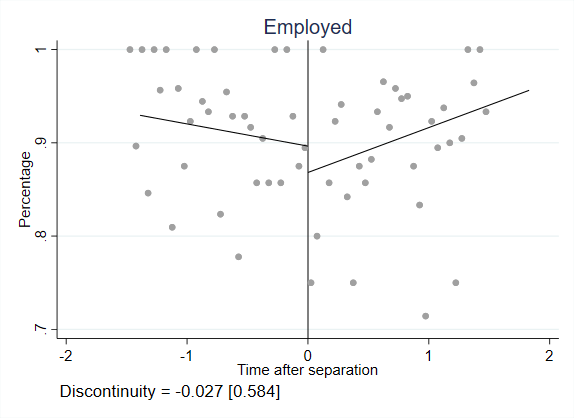 Employed
Percentage
1
.9
.8
.7
-2 -1 0 1 2
Time after separation
Discontinuity = -0.027 [0.584]